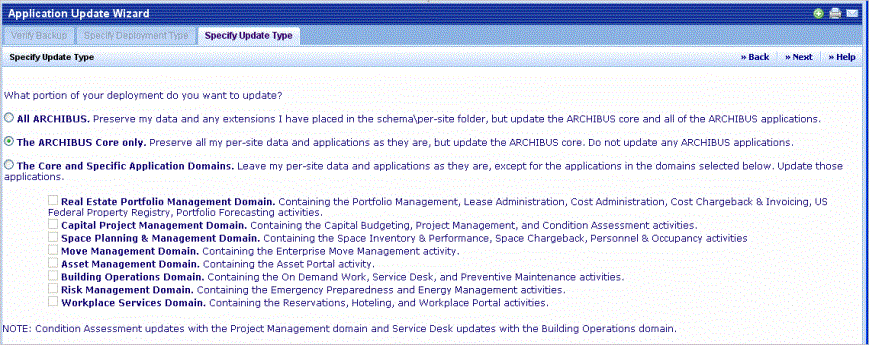 Application Update Wizard
Verify Backup Specify Deployment Type Specify Update Type
Specify Update Type » Back » Next » Help
What portion of your deployment do you want to update?
All ARCHIBUS. Preserve my data and any extensions I have placed in the schema\per-site folder, but update the ARCHIBUS core and all of the ARCHIBUS applications.
The ARCHIBUS Core only. Preserve all my per-site data and applications as they are, but update the ARCHIBUS core. Do not update any ARCHIBUS applications.
The Core and Specific Application Domains. Leave my per-site data and applications as they are, except for the applications in the domains selected below. Update those
applications.
Real Estate Portfolio Management Domain. Containing the Portfolio Management, Lease Administration, Cost Administration, Cost Chargeback & Invoicing, US
Federal Property Registry, Portfolio Forecasting activities.
Capital Project Management Domain. Containing the Capital Budgeting, Project Management, and Condition Assessment activities.
Space Planning & Management Domain. Containing the Space Inventory & Performance, Space Chargeback, Personnel & Occupancy activities
Move Management Domain. Containing the Enterprise Move Management activity.
Asset Management Domain. Containing the Asset Portal activity.
Building Operations Domain. Containing the On Demand Work, Service Desk, and Preventive Maintenance activities.
Risk Management Domain. Containing the Emergency Preparedness and Energy Management activities.
Workplace Services Domain. Containing the Reservations, Hoteling, and Workplace Portal activities.
NOTE: Condition Assessment updates with the Project Management domain and Service Desk updates with the Building Operations domain.